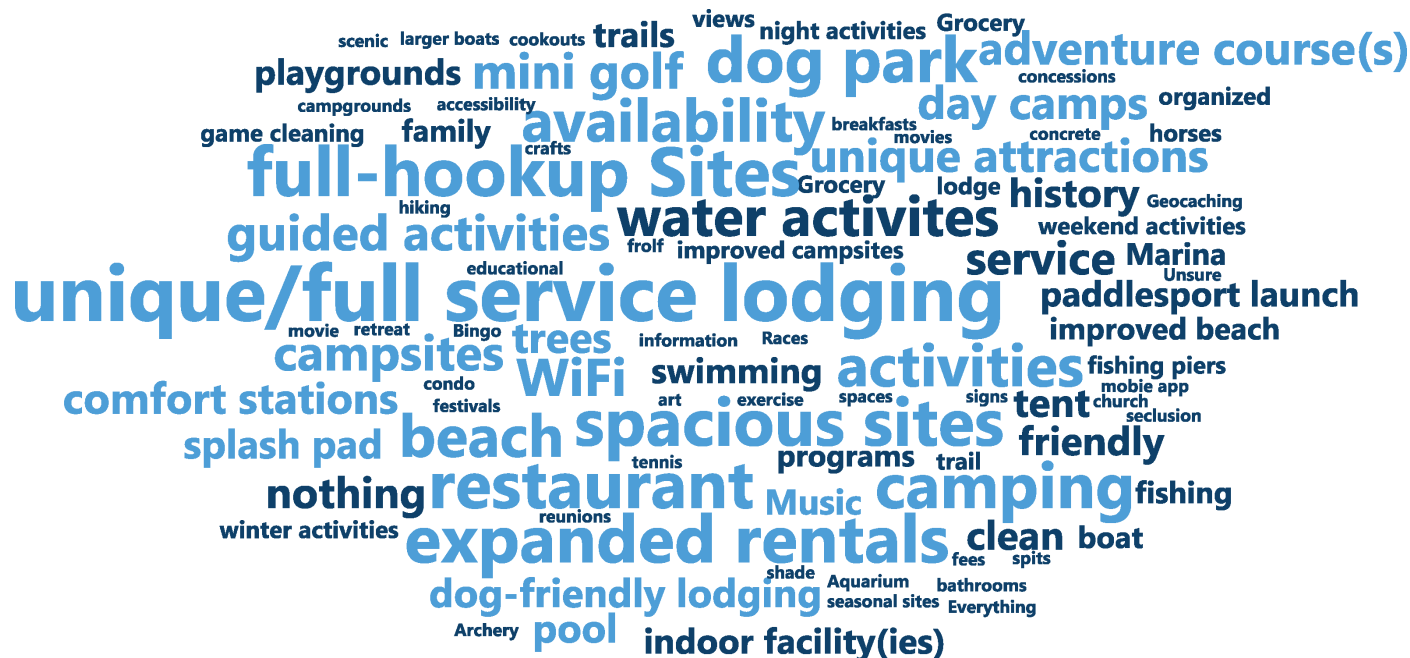 views
Grocery
night activities
trails
scenic
larger boats
cookouts
adventure course(s)
dog park
mini golf
playgrounds
concessions
organized
day camps
campgrounds
accessibility
availability
breakfasts
movies
concrete
horses
game cleaning
family
crafts
unique attractions
full-hookup Sites
Grocery
lodge
history
Geocaching
hiking
water activites
weekend activities
guided activities
frolf
improved campsites
service
Marina
Unsure
educational
unique/full service lodging
paddlesport launch
movie
retreat
Bingo
trees
information
Races
improved beach
campsites
WiFi
swimming
activities
fishing piers
mobie app
condo
comfort stations
festivals
art
exercise
spaces
signs
tent
church
seclusion
splash pad
beach
spacious sites
friendly
tennis
programs
trail
nothing
restaurant
Music
camping
fishing
winter activities
reunions
expanded rentals
clean
boat
fees
spits
shade
Aquarium
bathrooms
dog-friendly lodging
seasonal sites
Everything
Archery
pool
indoor facility(ies)